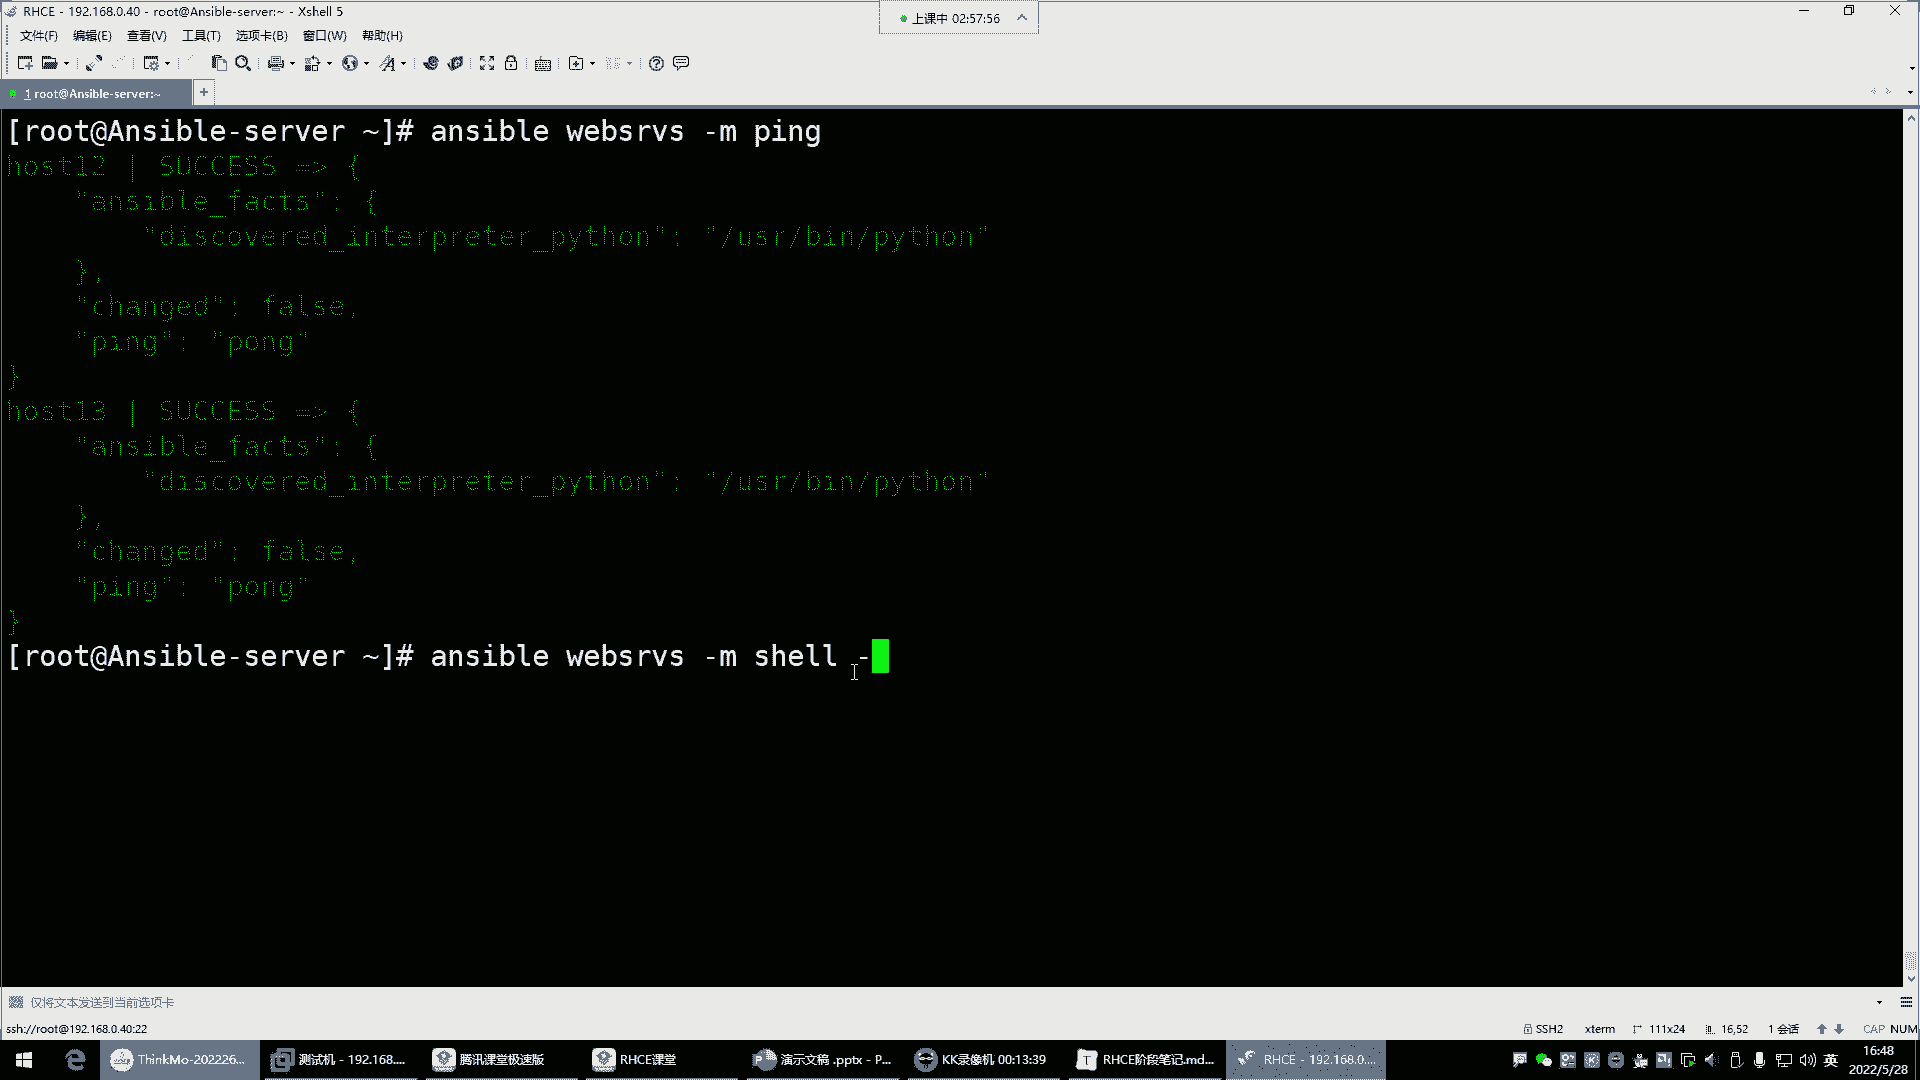 RHCE - 192.168.0.40 - root@Ansible-server:~ - Xshell 5
上课中 02:57:56
文件(F) 编辑(E) 查看(V) 工具(T) 选项卡(B) 窗口(W) 帮助(H)
1 root@Ansible-server:~
[root@Ansible-server ~]# ansible websrvs -m ping
host12 | SUCCESS => {
    "ansible_facts": {
        "discovered_interpreter_python": "/usr/bin/python"
    },
    "changed": false,
    "ping": "pong"
}
host13 | SUCCESS => {
    "ansible_facts": {
        "discovered_interpreter_python": "/usr/bin/python"
    },
    "changed": false,
    "ping": "pong"
}
[root@Ansible-server ~]# ansible websrvs -m shell -
仅将文本发送到当前选项卡
ssh://root@192.168.0.40:22
SSH2 xterm 111x24 16,52 1 会话 CAP NUM
ThinkMo-202226... 测试机 - 192.168.... 腾讯课堂极速版 RHCE课堂 演示文稿 .pptx - P... KK录像机 00:13:39 RHCE阶段笔记.md... RHCE - 192.168.0.... 英 16:48
2022/5/28